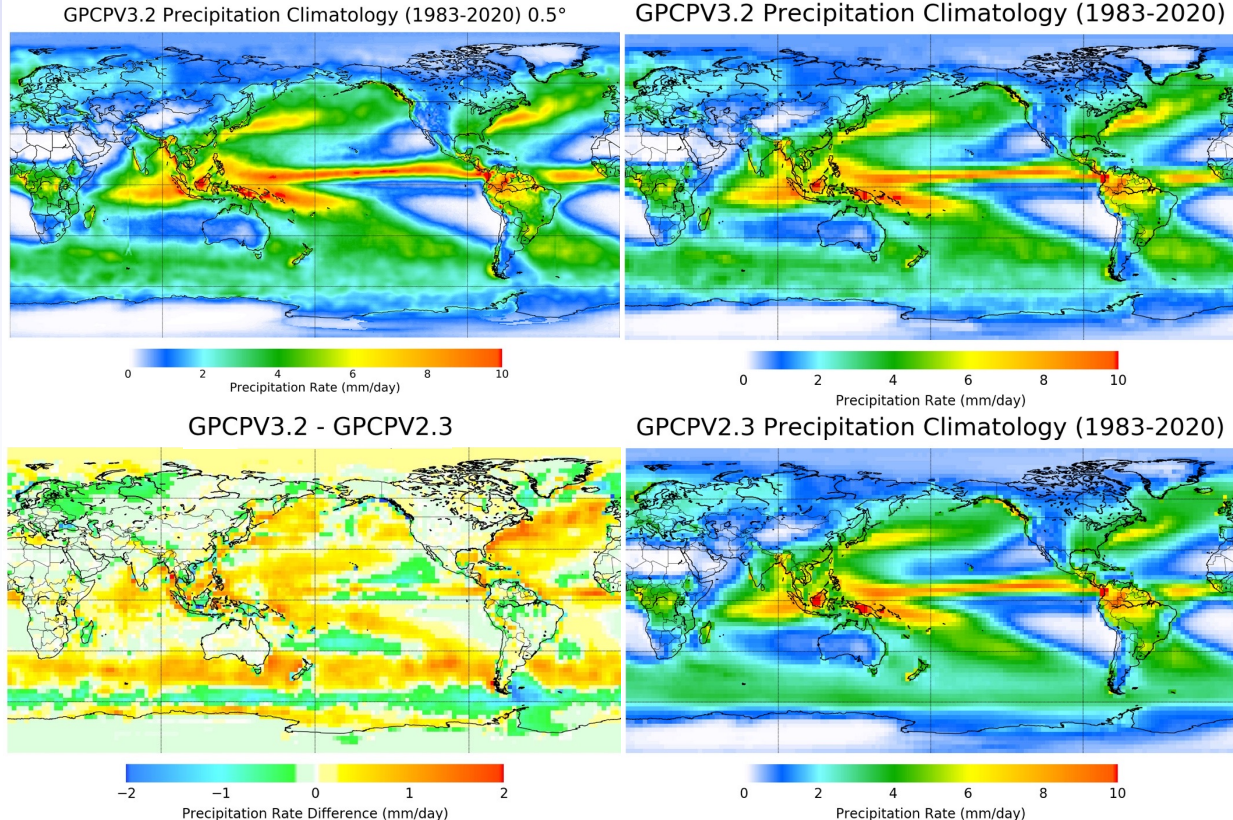 GPCPV3.2 Precipitation Climatology (1983-2020) 0.5°
0 2 4 6 8 10
Precipitation Rate (mm/day)
GPCPV3.2 Precipitation Climatology (1983-2020)
0 2 4 6 8 10
Precipitation Rate (mm/day)
GPCPV3.2 - GPCPV2.3
−2 −1 0 1 2
Precipitation Rate Difference (mm/day)
GPCPV2.3 Precipitation Climatology (1983-2020)
0 2 4 6 8 10
Precipitation Rate (mm/day)